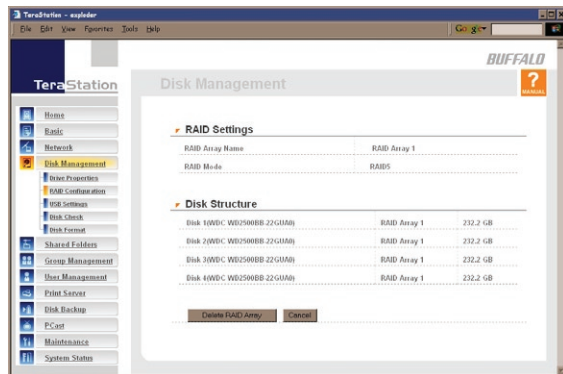 TeraStation - exploder
File Edit View Fporites Tools Help
Go gle
BUFFALO
TeraStation
Disk Management
?
MANUAL
Home
Basic
Network
Disk Management
Drive Properties
RAID Configuration
USB Settings
Disk Check
Disk Format
Shared Folders
Group Management
User Management
Print Server
Disk Backup
PCast
Maintenance
System Status
RAID Settings
RAID Array Name RAID Array 1
RAID Mode RAID5
Disk Structure
Disk 1(WDC WD2500BB-22GUA0) RAID Array 1 232.2 GB
Disk 2(WDC WD2500BB-22GUA0) RAID Array 1 232.2 GB
Disk 3(WDC WD2500BB-22GUA0) RAID Array 1 232.2 GB
Disk 4(WDC WD2500BB-22GUA0) RAID Array 1 232.2 GB
Delete RAID Array Cancel